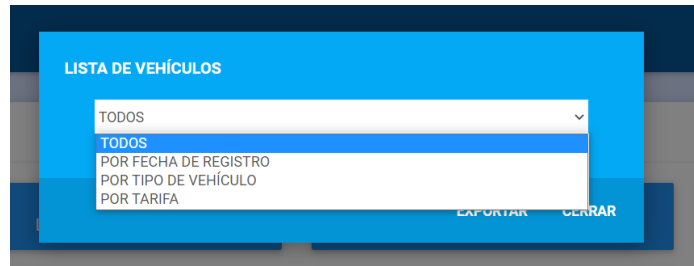 LISTA DE VEHÍCULOS
TODOS
TODOS
POR FECHA DE REGISTRO
POR TIPO DE VEHÍCULO
POR TARIFA
EXPORTAR CERRAR